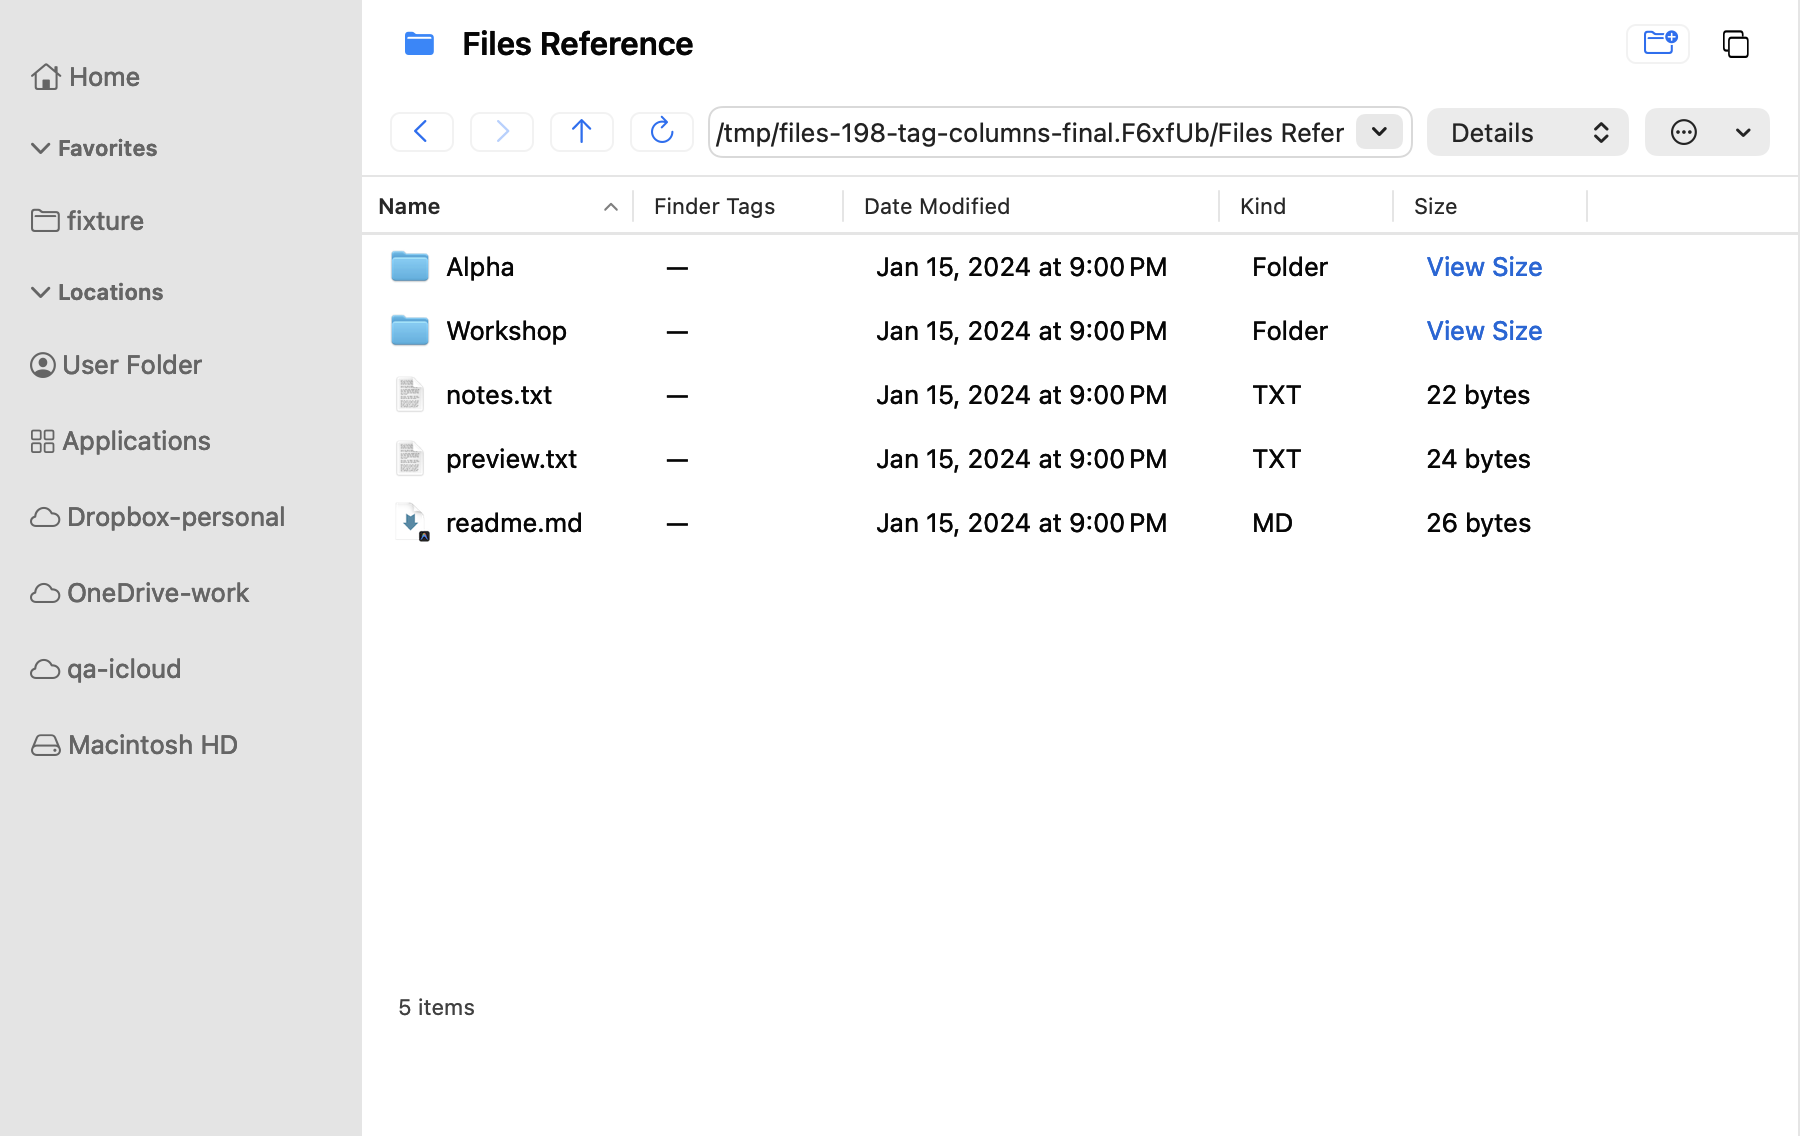 Files Reference
Home
Favorites
fixture
Locations
User Folder
Applications
Dropbox-personal
OneDrive-work
qa-icloud
Macintosh HD
/tmp/files-198-tag-columns-final.F6xfUb/Files Refer
Details
Name Finder Tags Date Modified Kind Size
Alpha — Jan 15, 2024 at 9:00 PM Folder View Size
Workshop — Jan 15, 2024 at 9:00 PM Folder View Size
notes.txt — Jan 15, 2024 at 9:00 PM TXT 22 bytes
preview.txt — Jan 15, 2024 at 9:00 PM TXT 24 bytes
readme.md — Jan 15, 2024 at 9:00 PM MD 26 bytes
5 items